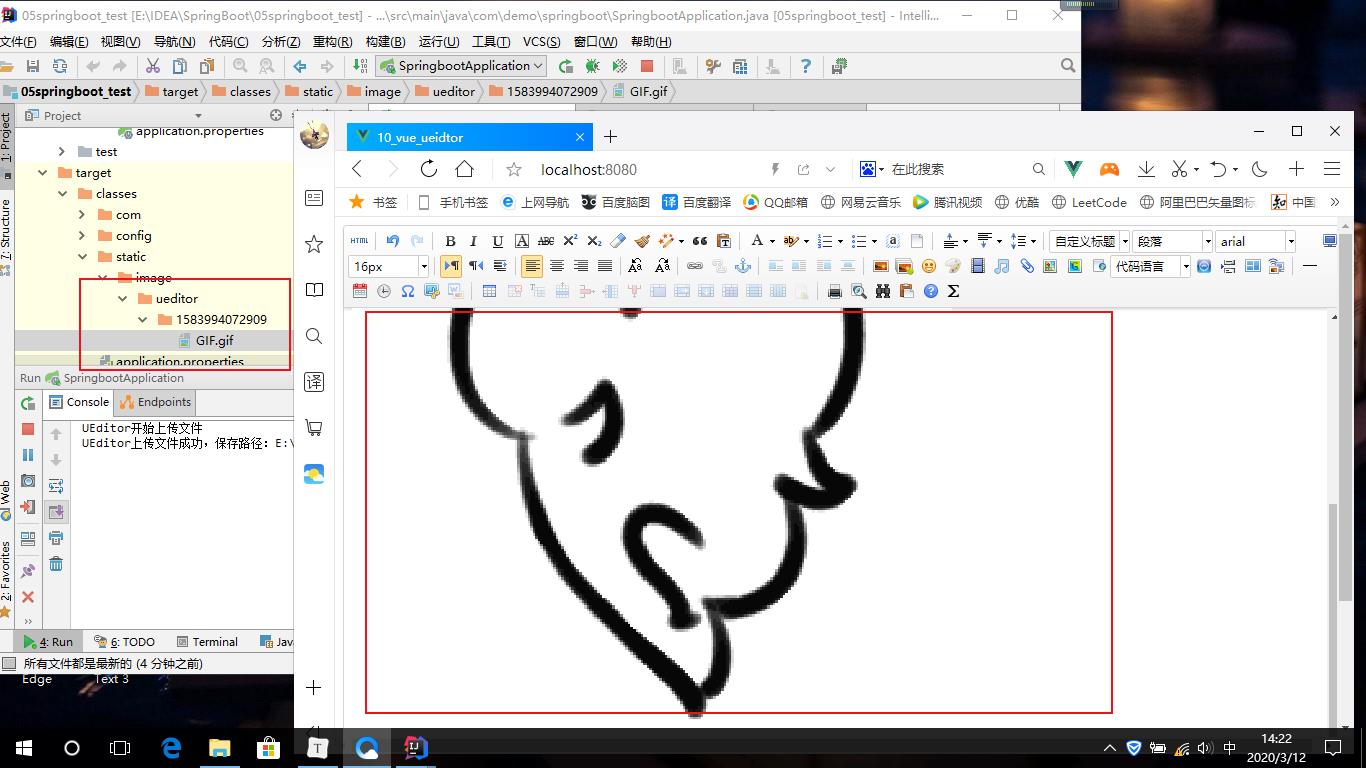 05springboot_test [E:\IDEA\SpringBoot\05springboot_test] - ...\src\main\java\com\demo\springboot\SpringbootApplication.java [05springboot_test] - Intelli...
文件(F) 编辑(E) 视图(V) 导航(N) 代码(C) 分析(Z) 重构(R) 构建(B) 运行(U) 工具(T) VCS(S) 窗口(W) 帮助(H)
SpringbootApplication
05springboot_test target classes static image ueditor 1583994072909 GIF.gif
1: Project
Project
application.properties
test
target
classes
com
config
static
image
ueditor
1583994072909
GIF.gif
application.properties
7: Structure
Web
2: Favorites
Run SpringbootApplication
Console Endpoints
UEditor开始上传文件
UEditor上传文件成功，保存路径：E:\
4: Run 6: TODO Terminal Jav
所有文件都是最新的 (4 分钟之前)
Edge Text 3
10_vue_ueidtor
localhost:8080
在此搜索
书签 手机书签 上网导航 百度脑图 百度翻译 QQ邮箱 网易云音乐 腾讯视频 优酷 LeetCode 阿里巴巴矢量图标 中国 »
HTML B I U A ABC X² X₂ A ab a 自定义标题 段落 arial
16px 代码语言
Ω Σ
译
14:22
中
2020/3/12